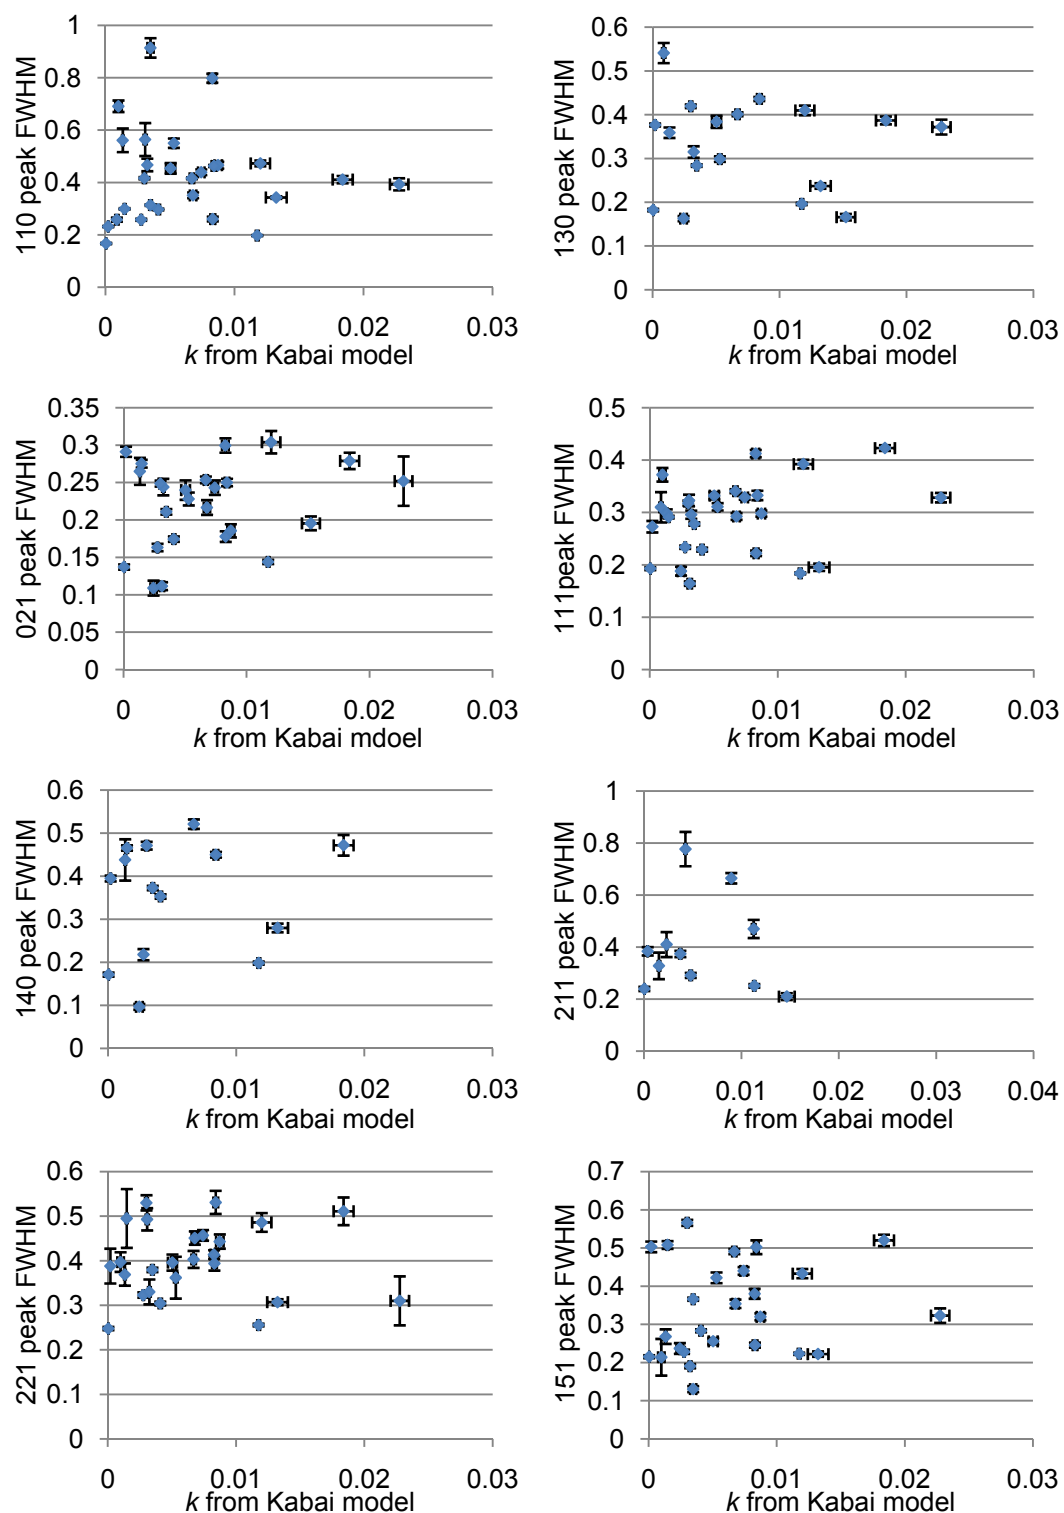 110 peak FWHM
1
0.8
0.6
0.4
0.2
0
0 0.01 0.02 0.03
k from Kabai model
130 peak FWHM
0.6
0.5
0.4
0.3
0.2
0.1
0
0 0.01 0.02 0.03
k from Kabai model
021 peak FWHM
0.35
0.3
0.25
0.2
0.15
0.1
0.05
0
0 0.01 0.02 0.03
k from Kabai mdoel
111peak FWHM
0.5
0.4
0.3
0.2
0.1
0
0 0.01 0.02 0.03
k from Kabai model
140 peak FWHM
0.6
0.5
0.4
0.3
0.2
0.1
0
0 0.01 0.02 0.03
k from Kabai model
211 peak FWHM
1
0.8
0.6
0.4
0.2
0
0 0.01 0.02 0.03 0.04
k from Kabai model
221 peak FWHM
0.6
0.5
0.4
0.3
0.2
0.1
0
0 0.01 0.02 0.03
k from Kabai model
151 peak FWHM
0.7
0.6
0.5
0.4
0.3
0.2
0.1
0
0 0.01 0.02 0.03
k from Kabai model